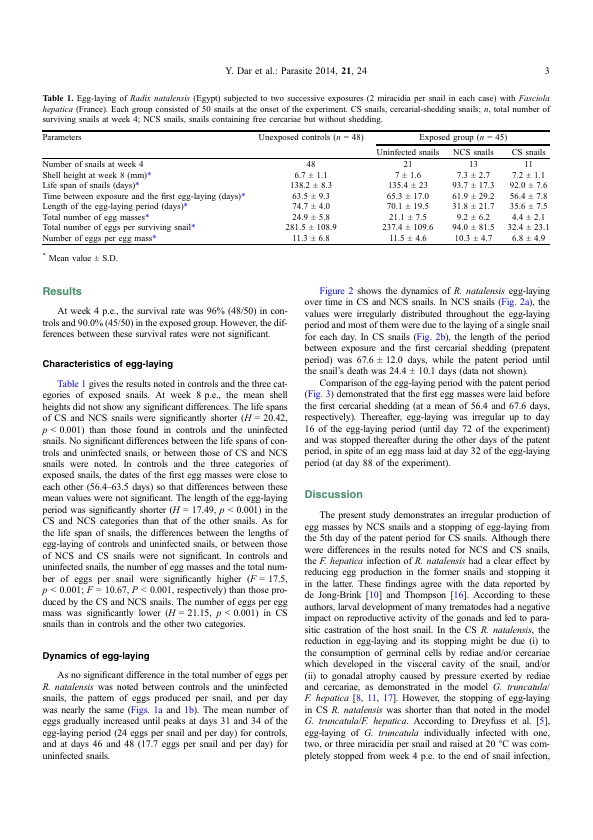 Y. Dar et al.: Parasite 2014, 21, 24
3
Table 1. Egg-laying of Radix natalensis (Egypt) subjected to two successive exposures (2 miracidia per snail in each case) with Fasciola
hepatica (France). Each group consisted of 50 snails at the onset of the experiment. CS snails, cercarial-shedding snails; n, total number of
surviving snails at week 4; NCS snails, snails containing free cercariae but without shedding.
Parameters Unexposed controls (n = 48) Exposed group (n = 45)
Uninfected snails NCS snails CS snails
Number of snails at week 4 48 21 13 11
Shell height at week 8 (mm)* 6.7 ± 1.1 7 ± 1.6 7.3 ± 2.7 7.2 ± 1.1
Life span of snails (days)* 138.2 ± 8.3 135.4 ± 23 93.7 ± 17.3 92.0 ± 7.6
Time between exposure and the first egg-laying (days)* 63.5 ± 9.3 65.3 ± 17.0 61.9 ± 29.2 56.4 ± 7.8
Length of the egg-laying period (days)* 74.7 ± 4.0 70.1 ± 19.5 31.8 ± 21.7 35.6 ± 7.5
Total number of egg masses* 24.9 ± 5.8 21.1 ± 7.5 9.2 ± 6.2 4.4 ± 2.1
Total number of eggs per surviving snail* 281.5 ± 108.9 237.4 ± 109.6 94.0 ± 81.5 32.4 ± 23.1
Number of eggs per egg mass* 11.3 ± 6.8 11.5 ± 4.6 10.3 ± 4.7 6.8 ± 4.9
* Mean value ± S.D.
Results
At week 4 p.e., the survival rate was 96% (48/50) in con-
trols and 90.0% (45/50) in the exposed group. However, the dif-
ferences between these survival rates were not significant.
Characteristics of egg-laying
Table 1 gives the results noted in controls and the three cat-
egories of exposed snails. At week 8 p.e., the mean shell
heights did not show any significant differences. The life spans
of CS and NCS snails were significantly shorter (H = 20.42,
p < 0.001) than those found in controls and the uninfected
snails. No significant differences between the life spans of con-
trols and uninfected snails, or between those of CS and NCS
snails were noted. In controls and the three categories of
exposed snails, the dates of the first egg masses were close to
each other (56.4–63.5 days) so that differences between these
mean values were not significant. The length of the egg-laying
period was significantly shorter (H = 17.49, p < 0.001) in the
CS and NCS categories than that of the other snails. As for
the life span of snails, the differences between the lengths of
egg-laying of controls and uninfected snails, or between those
of NCS and CS snails were not significant. In controls and
uninfected snails, the number of egg masses and the total num-
ber of eggs per snail were significantly higher (F = 17.5,
p < 0.001; F = 10.67, P < 0.001, respectively) than those pro-
duced by the CS and NCS snails. The number of eggs per egg
mass was significantly lower (H = 21.15, p < 0.001) in CS
snails than in controls and the other two categories.
Dynamics of egg-laying
As no significant difference in the total number of eggs per
R. natalensis was noted between controls and the uninfected
snails, the pattern of eggs produced per snail, and per day
was nearly the same (Figs. 1a and 1b). The mean number of
eggs gradually increased until peaks at days 31 and 34 of the
egg-laying period (24 eggs per snail and per day) for controls,
and at days 46 and 48 (17.7 eggs per snail and per day) for
uninfected snails.
Figure 2 shows the dynamics of R. natalensis egg-laying
over time in CS and NCS snails. In NCS snails (Fig. 2a), the
values were irregularly distributed throughout the egg-laying
period and most of them were due to the laying of a single snail
for each day. In CS snails (Fig. 2b), the length of the period
between exposure and the first cercarial shedding (prepatent
period) was 67.6 ± 12.0 days, while the patent period until
the snail's death was 24.4 ± 10.1 days (data not shown).
Comparison of the egg-laying period with the patent period
(Fig. 3) demonstrated that the first egg masses were laid before
the first cercarial shedding (at a mean of 56.4 and 67.6 days,
respectively). Thereafter, egg-laying was irregular up to day
16 of the egg-laying period (until day 72 of the experiment)
and was stopped thereafter during the other days of the patent
period, in spite of an egg mass laid at day 32 of the egg-laying
period (at day 88 of the experiment).
Discussion
The present study demonstrates an irregular production of
egg masses by NCS snails and a stopping of egg-laying from
the 5th day of the patent period for CS snails. Although there
were differences in the results noted for NCS and CS snails,
the F. hepatica infection of R. natalensis had a clear effect by
reducing egg production in the former snails and stopping it
in the latter. These findings agree with the data reported by
de Jong-Brink [10] and Thompson [16]. According to these
authors, larval development of many trematodes had a negative
impact on reproductive activity of the gonads and led to para-
sitic castration of the host snail. In the CS R. natalensis, the
reduction in egg-laying and its stopping might be due (i) to
the consumption of germinal cells by rediae and/or cercariae
which developed in the visceral cavity of the snail, and/or
(ii) to gonadal atrophy caused by pressure exerted by rediae
and cercariae, as demonstrated in the model G. truncatula/
F. hepatica [8, 11, 17]. However, the stopping of egg-laying
in CS R. natalensis was shorter than that noted in the model
G. truncatula/F. hepatica. According to Dreyfuss et al. [5],
egg-laying of G. truncatula individually infected with one,
two, or three miracidia per snail and raised at 20 °C was com-
pletely stopped from week 4 p.e. to the end of snail infection,